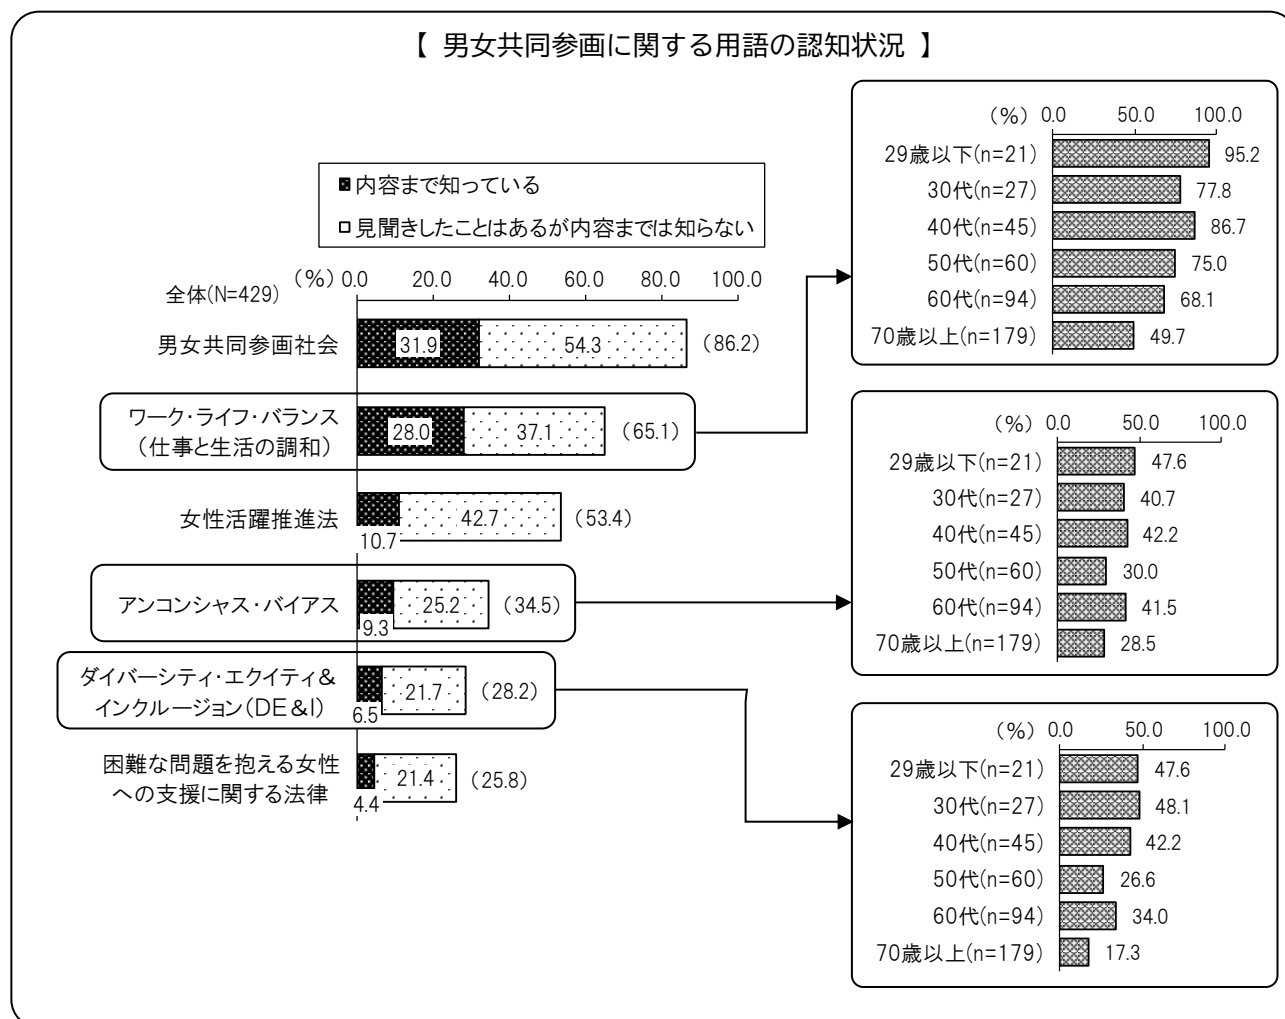 【 男女共同参画に関する用語の認知状況 】
■内容まで知っている
□見聞きしたことはあるが内容までは知らない
全体(N=429)
(%) 0.0 20.0 40.0 60.0 80.0 100.0
男女共同参画社会
31.9 54.3 (86.2)
ワーク・ライフ・バランス
(仕事と生活の調和)
28.0 37.1 (65.1)
女性活躍推進法
10.7 42.7 (53.4)
アンコンシャス・バイアス
9.3 25.2 (34.5)
ダイバーシティ・エクイティ&
インクルージョン(DE&I)
6.5 21.7 (28.2)
困難な問題を抱える女性
への支援に関する法律
4.4 21.4 (25.8)
(%) 0.0 50.0 100.0
29歳以下(n=21) 95.2
30代(n=27) 77.8
40代(n=45) 86.7
50代(n=60) 75.0
60代(n=94) 68.1
70歳以上(n=179) 49.7
(%) 0.0 50.0 100.0
29歳以下(n=21) 47.6
30代(n=27) 40.7
40代(n=45) 42.2
50代(n=60) 30.0
60代(n=94) 41.5
70歳以上(n=179) 28.5
(%) 0.0 50.0 100.0
29歳以下(n=21) 47.6
30代(n=27) 48.1
40代(n=45) 42.2
50代(n=60) 26.6
60代(n=94) 34.0
70歳以上(n=179) 17.3